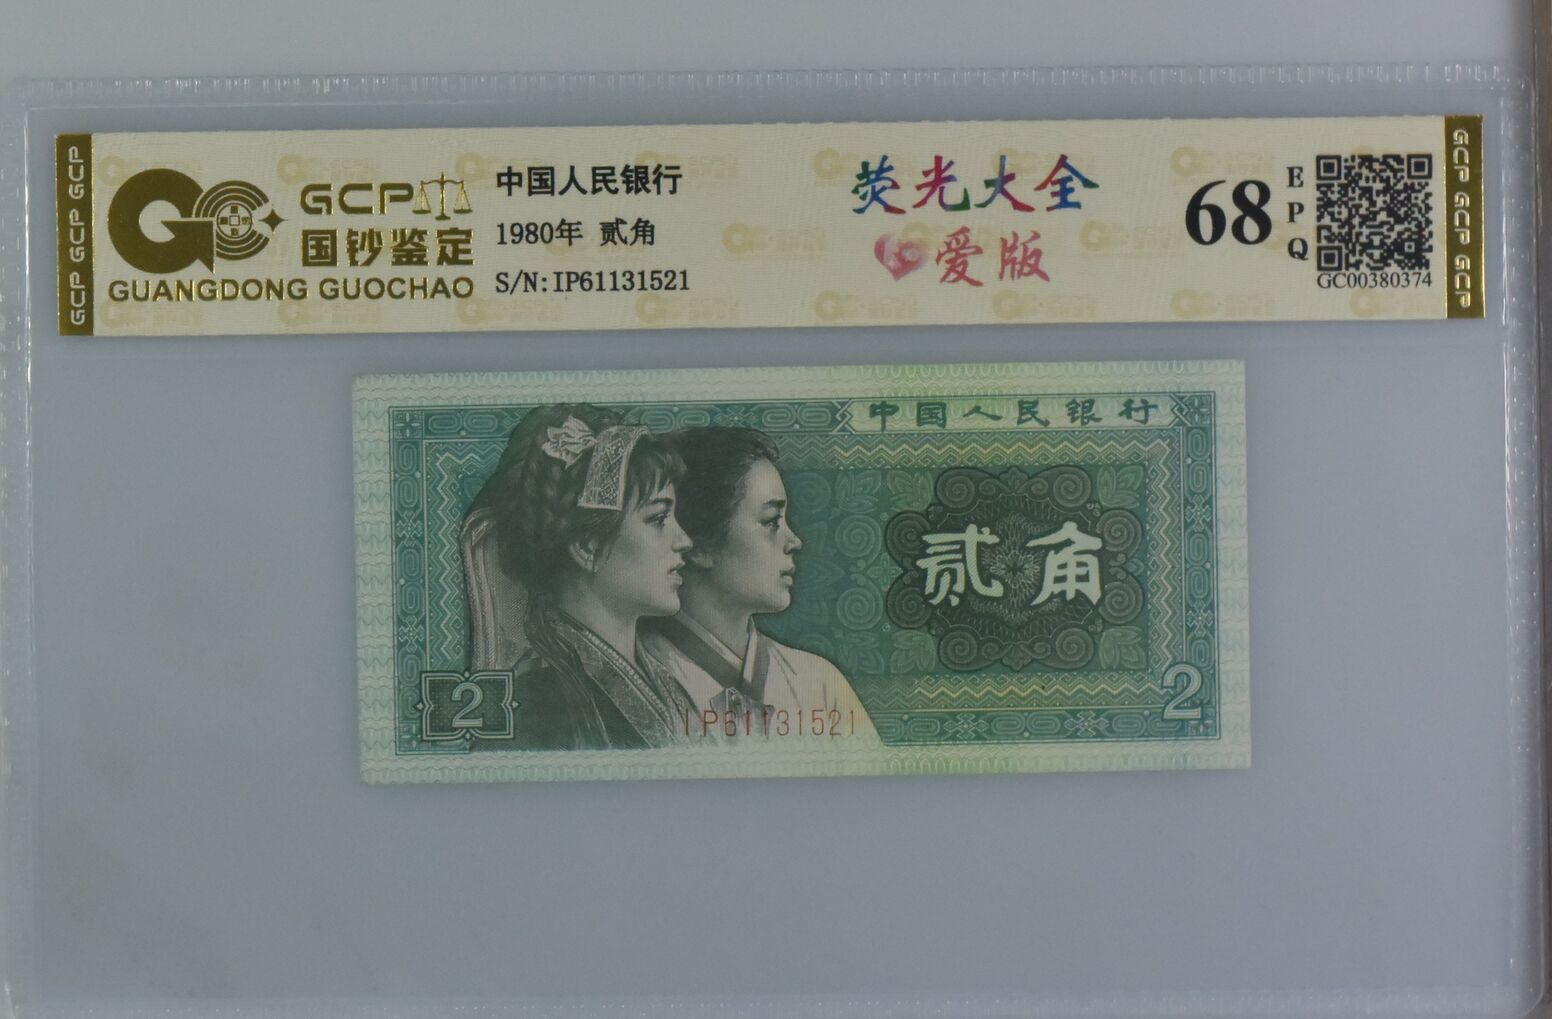 GCP GCP GCP
GCP
国钞鉴定
GUANGDONG GUOCHAO
中国人民银行
1980年 贰角
S/N:IP61131521
荧光大全
爱版
68
EPQ
GC00380374
GCP GCP GCP
中国人民银行
贰角
2
2
IP61131521